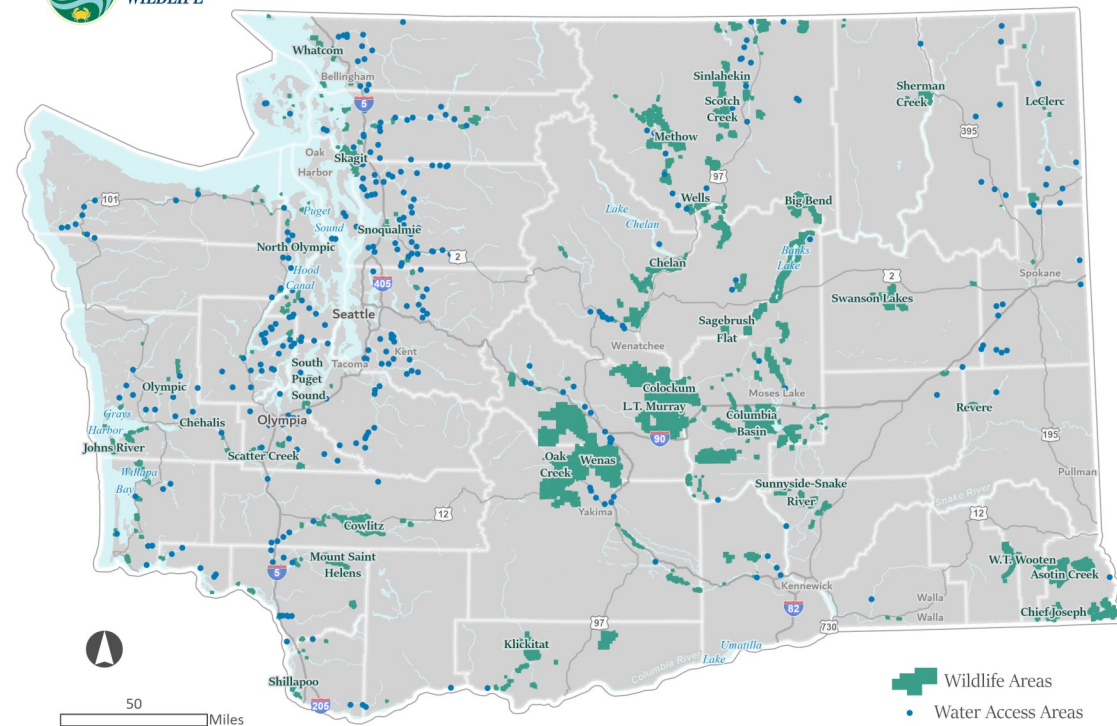 WILDLIFE
Whatcom
Bellingham
5
Sinlahekin
Scotch
Creek
Sherman
Creek
LeClerc
395
Methow
Oak
Harbor
Skagit
101
97
Wells
Big Bend
Puget
Sound
Snoqualmie
Lake
Chelan
North Olympic
2
Banks
Lake
Hood
Canal
Chelan
Spokane
405
2
Swanson Lakes
Seattle
Sagebrush
Flat
Wenatchee
Kent
Tacoma
South
Puget
Sound
Olympic
Colockum
Moses Lake
L.T. Murray
Revere
Grays
Harbor
Chehalis
Olympia
Columbia
Basin
90
195
Johns River
Scatter Creek
Oak
Creek
Wenas
Willapa
Bay
Pullman
Sunnyside-Snake
River
Snake River
Yakima
12
12
Cowlitz
Mount Saint
Helens
5
W.T. Wooten
Asotin Creek
Kennewick
Walla
Walla
82
Chief Joseph
97
730
Klickitat
Umatilla
Lake
Columbia River
Shillapoo
205
Wildlife Areas
Water Access Areas
50
Miles